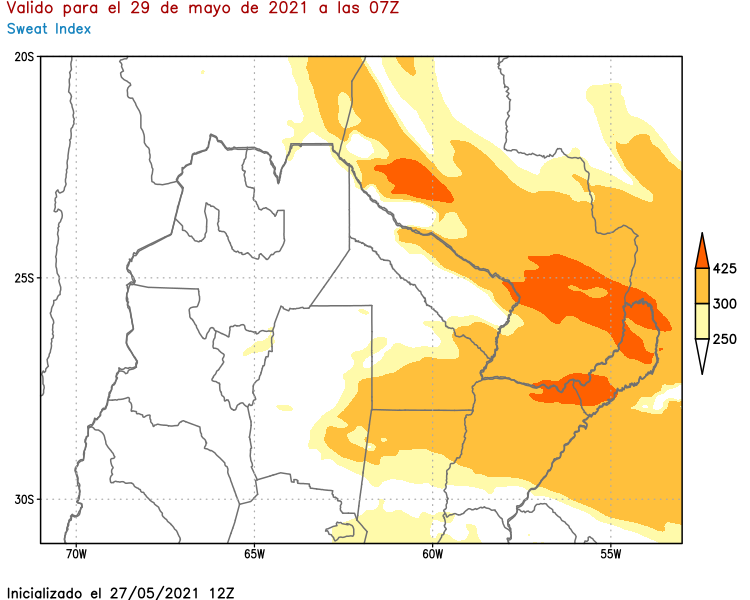 Valido para el 29 de mayo de 2021 a las 07Z
Sweat Index
20S
25S
30S
70W
65W
60W
55W
425
300
250
Inicializado el 27/05/2021 12Z